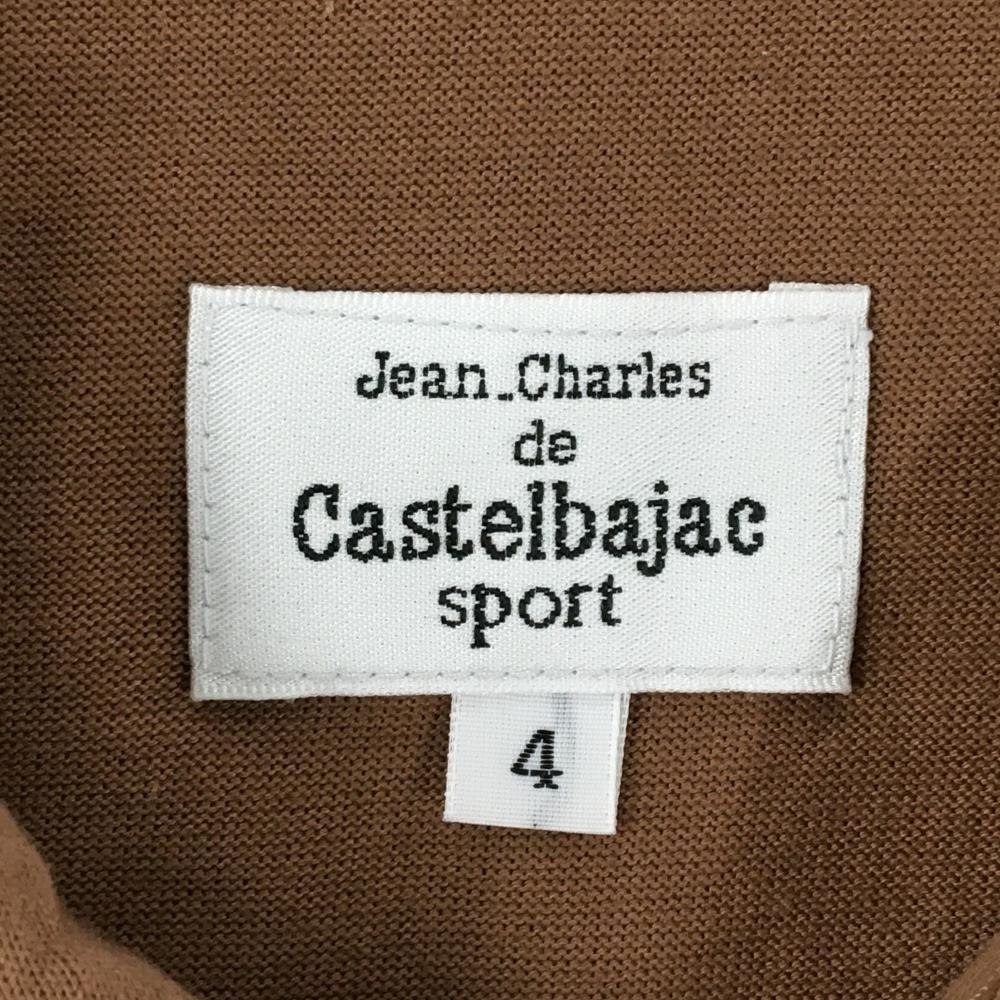 Jean_Charles
de
Castelbajac
sport
4